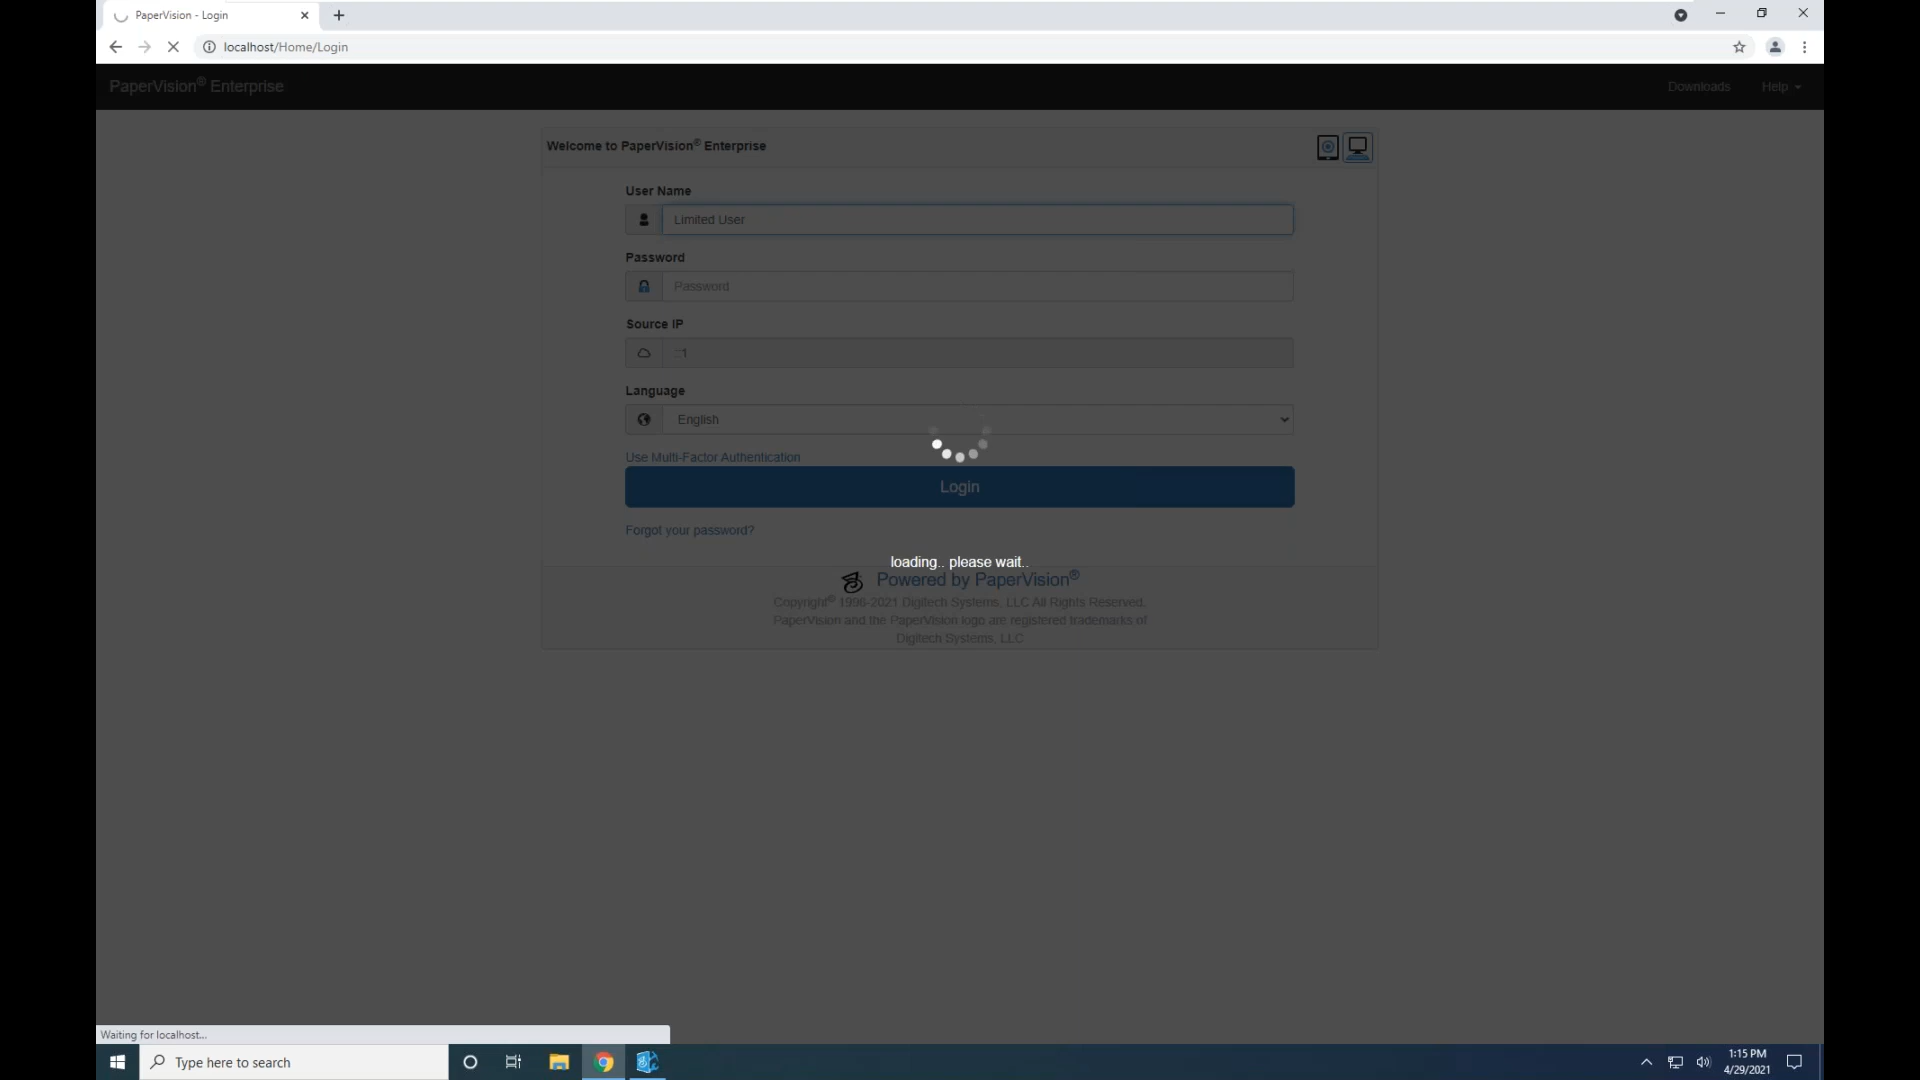 PaperVision - Login
localhost/Home/Login
PaperVision® Enterprise
Downloads
Help
Welcome to PaperVision® Enterprise
User Name
Limited User
Password
Password
Source IP
::1
Language
English
Use Multi-Factor Authentication
Login
Forgot your password?
loading.. please wait..
Powered by PaperVision®
Copyright® 1996-2021 Digitech Systems, LLC All Rights Reserved.
PaperVision and the PaperVision logo are registered trademarks of
Digitech Systems, LLC
Waiting for localhost...
Type here to search
1:15 PM
4/29/2021